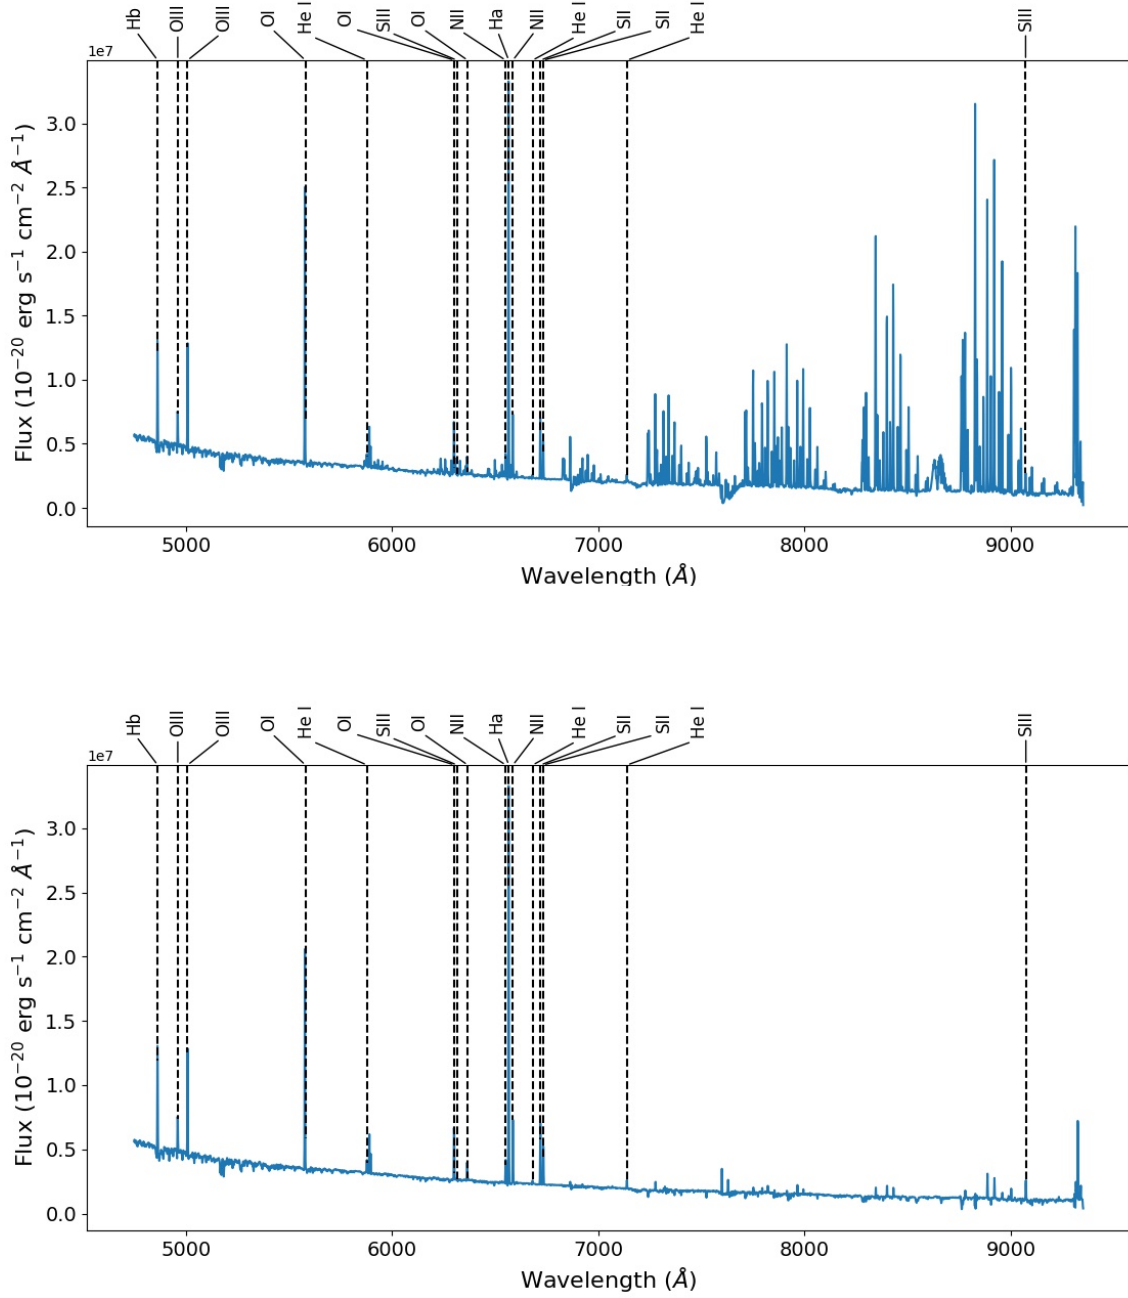 Hb OIII OIII OI He I OI SIII OI NII Ha NII He I SII SII He I SIII
1e7
3.0
2.5
2.0
1.5
1.0
0.5
0.0
Flux (10⁻²⁰ erg s⁻¹ cm⁻² Å⁻¹)
5000 6000 7000 8000 9000
Wavelength (Å)
Hb OIII OIII OI He I OI SIII OI NII Ha NII He I SII SII He I SIII
1e7
3.0
2.5
2.0
1.5
1.0
0.5
0.0
Flux (10⁻²⁰ erg s⁻¹ cm⁻² Å⁻¹)
5000 6000 7000 8000 9000
Wavelength (Å)